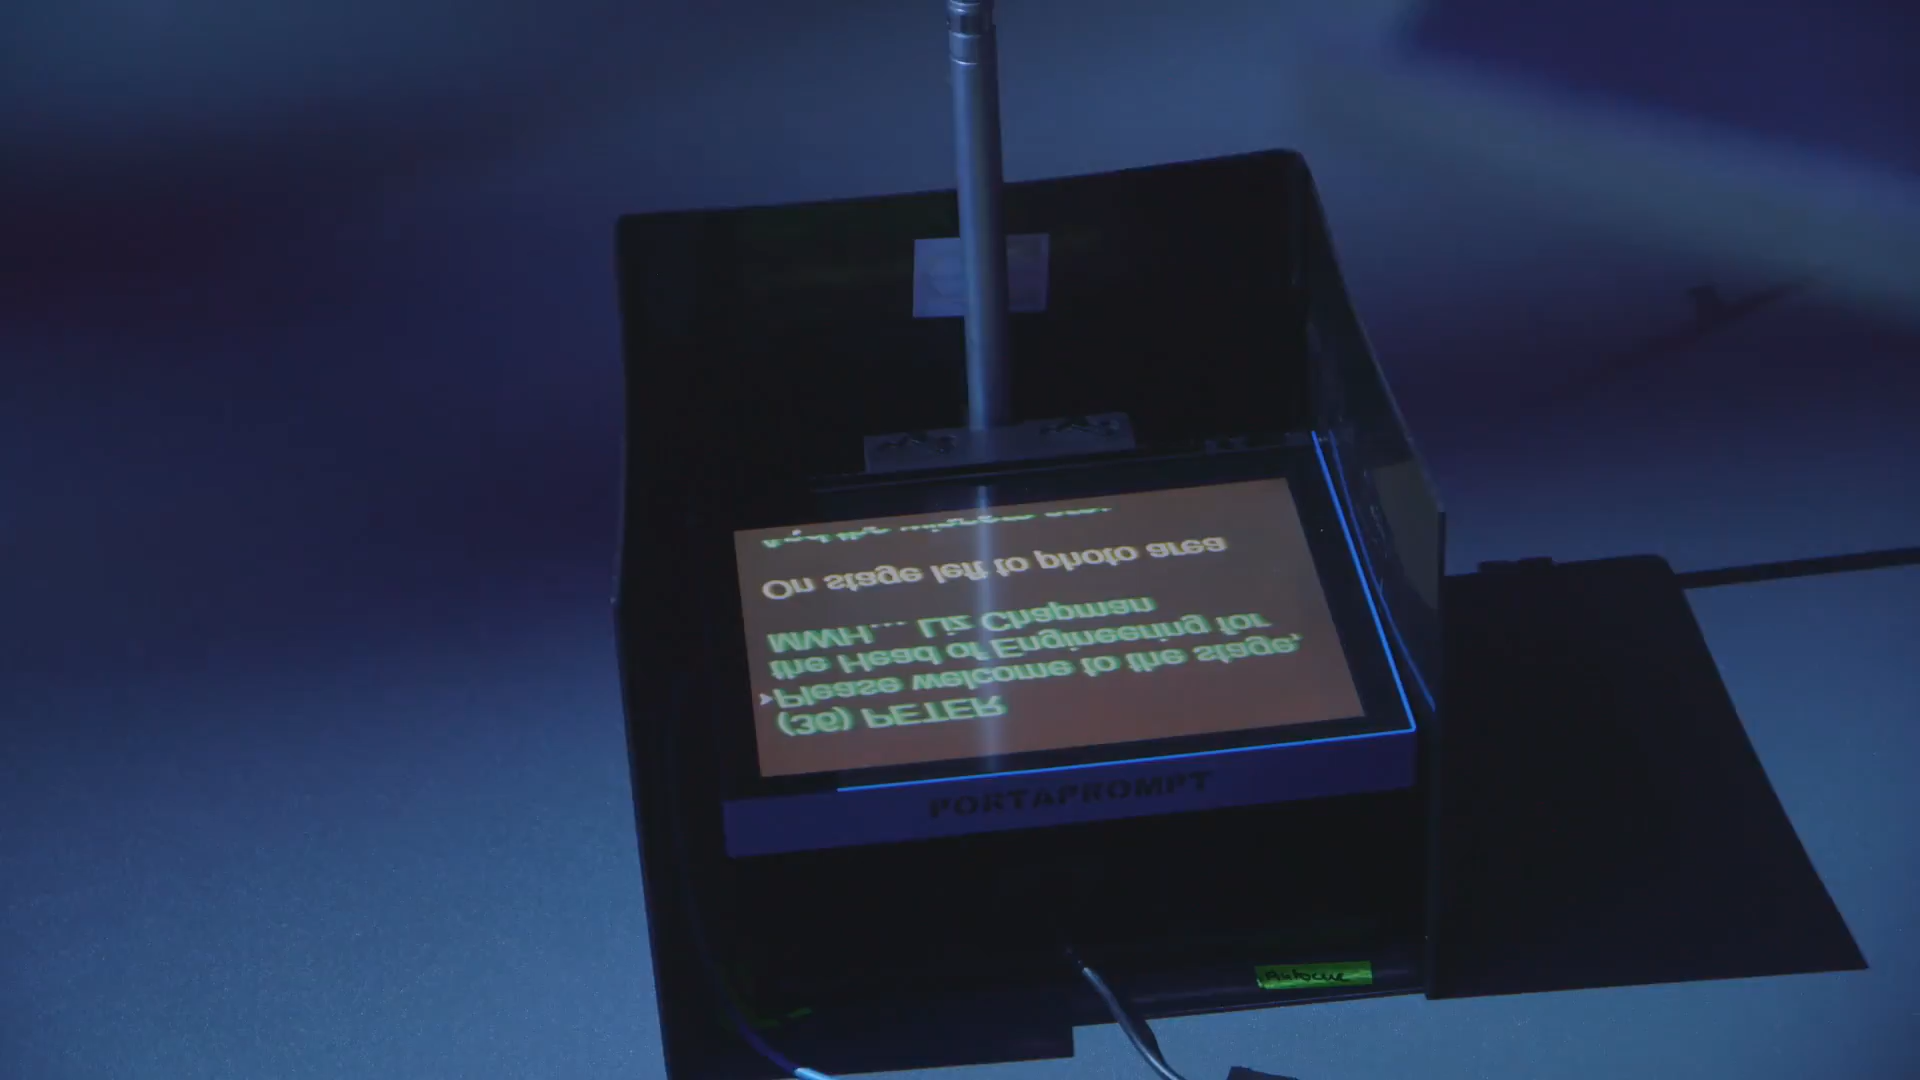 (36) PETER
>Please welcome to the stage,
the Head of Engineering for
MWH... Liz Chapman
On stage left to photo area
PORTAPROMPT
Autocue